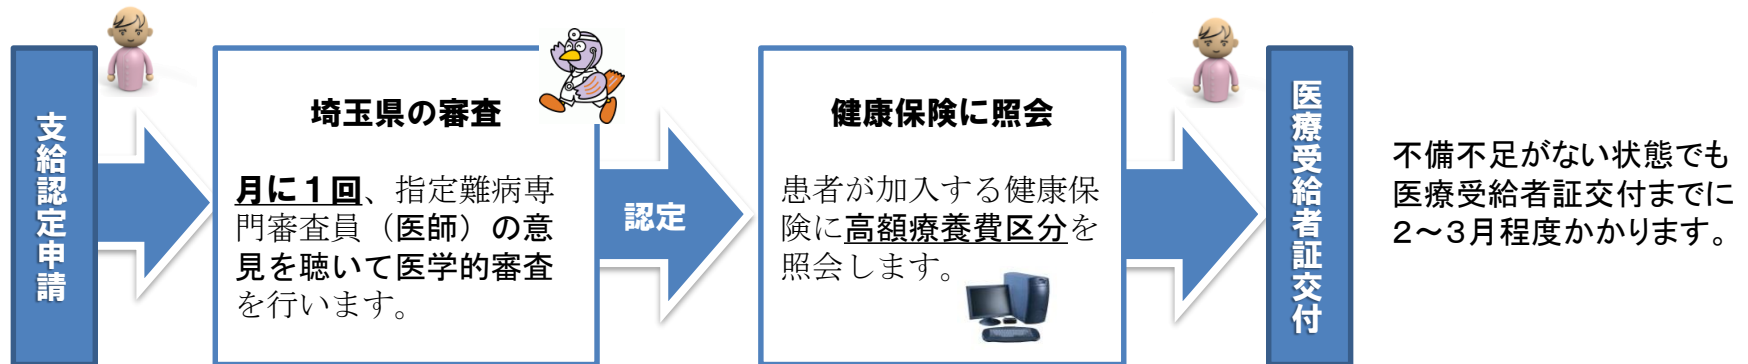 支給認定申請
埼玉県の審査
月に１回、指定難病専
門審査員（医師）の意
見を聴いて医学的審査
を行います。
認定
健康保険に照会
患者が加入する健康保
険に高額療養費区分を
照会します。
医療受給者証交付
不備不足がない状態でも
医療受給者証交付までに
２～３月程度かかります。